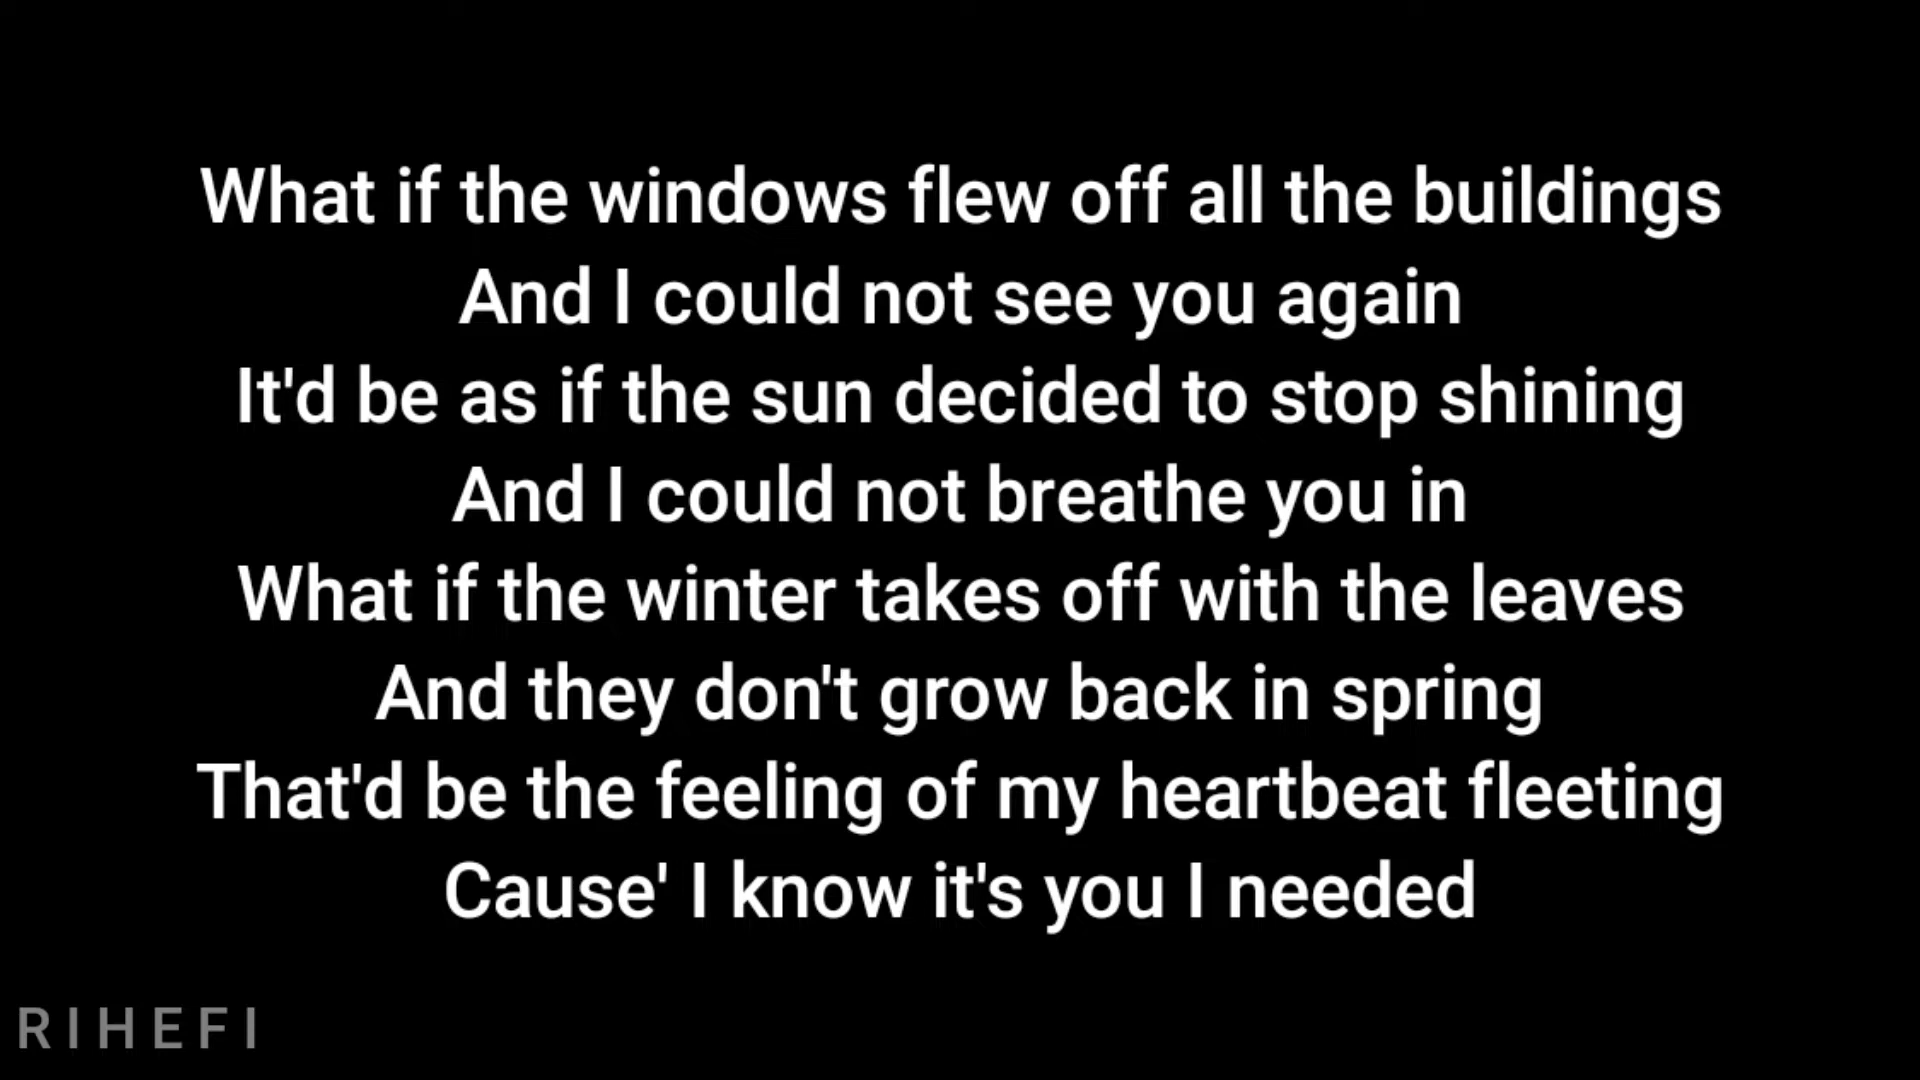 What if the windows flew off all the buildings
And I could not see you again
It'd be as if the sun decided to stop shining
And I could not breathe you in
What if the winter takes off with the leaves
And they don't grow back in spring
That'd be the feeling of my heartbeat fleeting
Cause' I know it's you I needed
RIHEFI